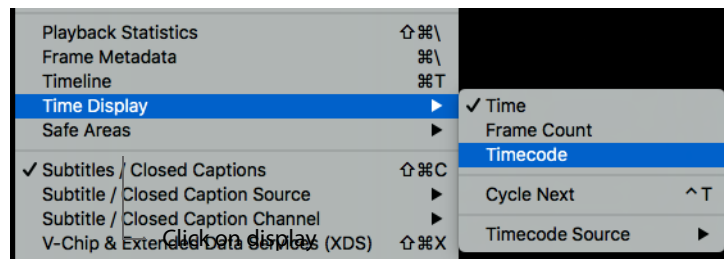 Playback Statistics ⇧⌘\
Frame Metadata ⌘\
Timeline ⌘T
Time Display ▶
Safe Areas ▶
✓ Subtitles / Closed Captions ⇧⌘C
Subtitle / Closed Caption Source ▶
Subtitle / Closed Caption Channel ▶
V-Chip & Extended Data Services (XDS) ⇧⌘X
Click on display
✓ Time
Frame Count
Timecode
Cycle Next ^T
Timecode Source ▶